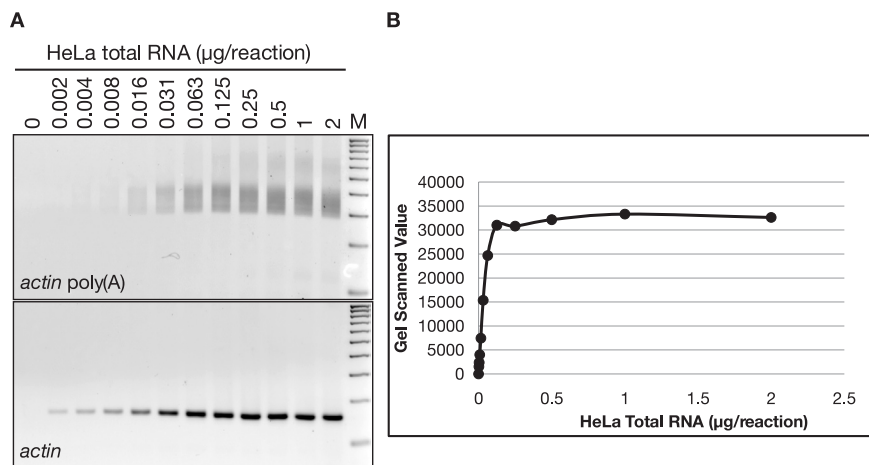 A
HeLa total RNA (µg/reaction)
0 0.002 0.004 0.008 0.016 0.031 0.063 0.125 0.25 0.5 1 2 M
actin poly(A)
actin
B
40000
35000
30000
25000
20000
15000
10000
5000
0
Gel Scanned Value
0 0.5 1 1.5 2 2.5
HeLa Total RNA (µg/reaction)